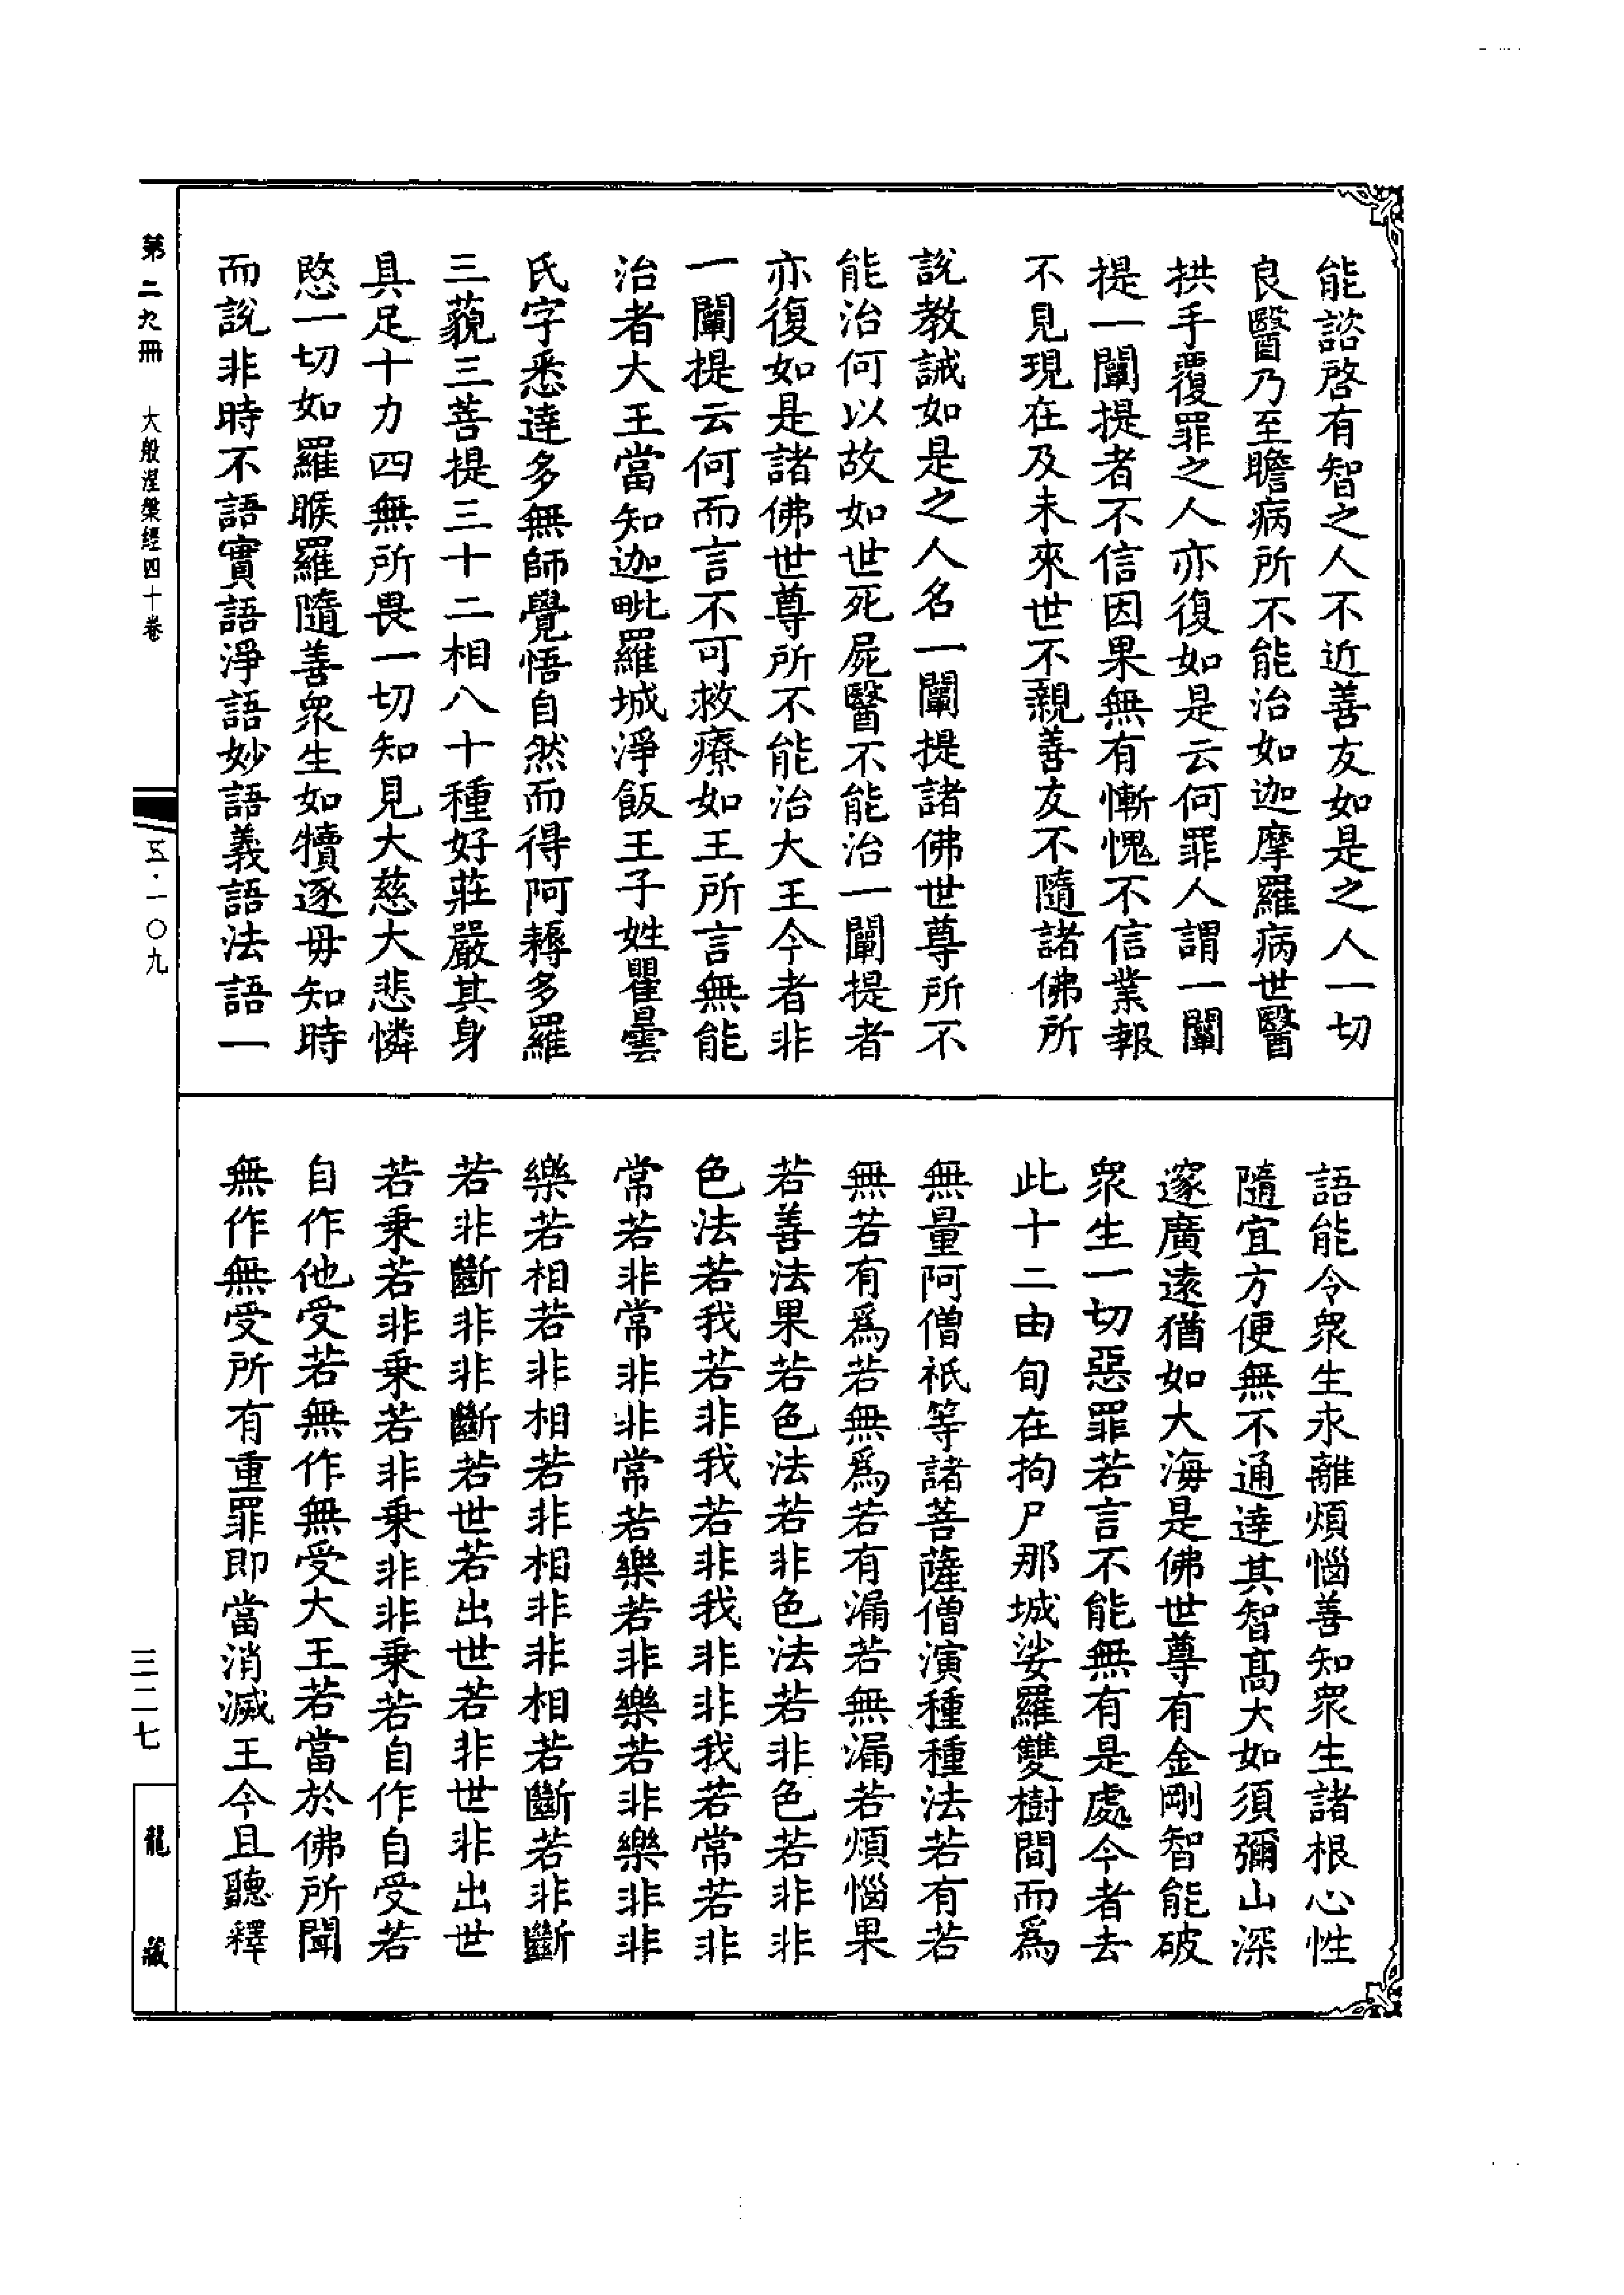 能諮啓有智之人不近善友如是之人一切
良醫乃至瞻病所不能治如迦摩羅病世醫
拱手覆罪之人亦復如是云何罪人謂一闡
提一闡提者不信因果無有慚愧不信業報
不見現在及未來世不親善友不隨諸佛所
說教誡如是之人名一闡提諸佛世尊所不
能治何以故如世死屍醫不能治一闡提者
亦復如是諸佛世尊所不能治大王今者非
一闡提云何而言不可救療如王所言無能
治者大王當知迦毗羅城淨飯王子姓瞿曇
氏字悉達多無師覺悟自然而得阿耨多羅
三藐三菩提三十二相八十種好莊嚴其身
具足十力四無所畏一切知見大慈大悲憐
愍一切如羅睺羅隨善衆生如犢逐母知時
而說非時不語實語淨語妙語義語法語一
語能令衆生永離煩惱善知衆生諸根心性
隨宜方便無不通達其智高大如須彌山深
邃廣遠猶如大海是佛世尊有金剛智能破
衆生一切惡罪若言不能無有是處今者去
此十二由旬在拘尸那城娑羅雙樹間而爲
無量阿僧祇等諸菩薩僧演種種法若有若
無若有爲若無爲若有漏若無漏若煩惱果
若善法果若色法若非色法若非色若非非
色法若我若非我若非我非非我若常若非
常若非常非非常若樂若非樂若非樂非非
樂若相若非相若非相非非相若斷若非斷
若非斷非非斷若世若出世若非世非出世
若乘若非乘若非乘非非乘若自作自受若
自作他受若無作無受大王若當於佛所聞
無作無受所有重罪即當消滅王今且聽釋
第二九冊 大般涅槃經四十卷 五·一〇九 三二七 龍藏